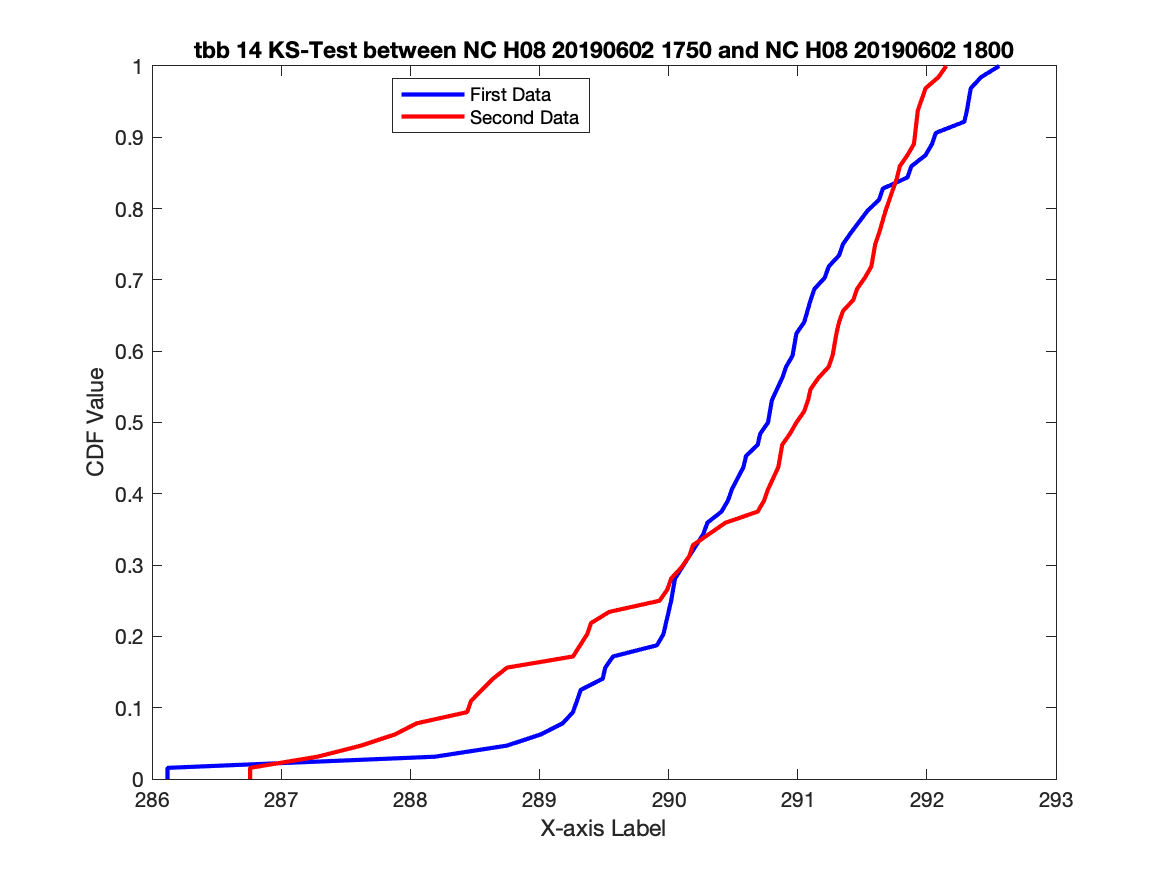 tbb 14 KS-Test between NC H08 20190602 1750 and NC H08 20190602 1800
First Data
Second Data
1
0.9
0.8
0.7
0.6
0.5
0.4
0.3
0.2
0.1
0
CDF Value
286 287 288 289 290 291 292 293
X-axis Label